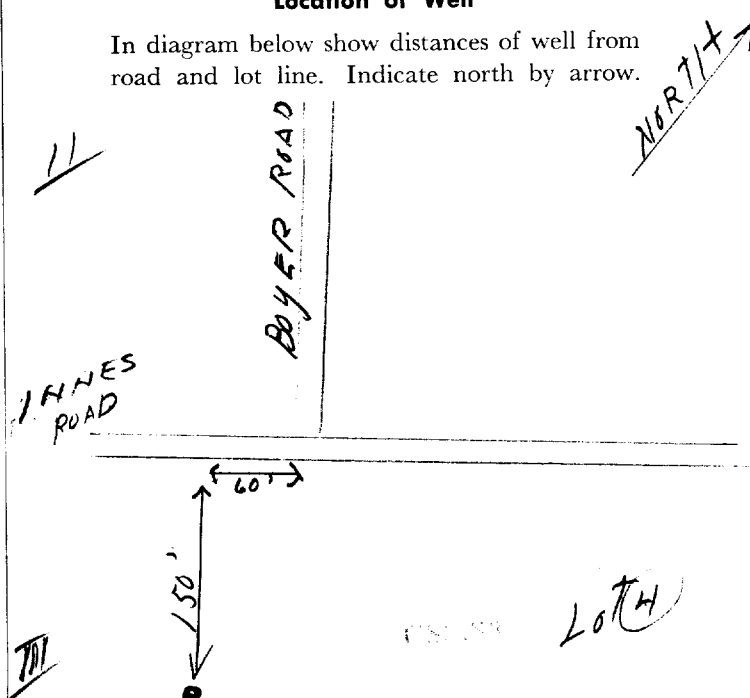 Location of Well
In diagram below show distances of well from
road and lot line. Indicate north by arrow.
NORTH
11
BOYER ROAD
INNES
ROAD
60'
150'
LOT 4
III